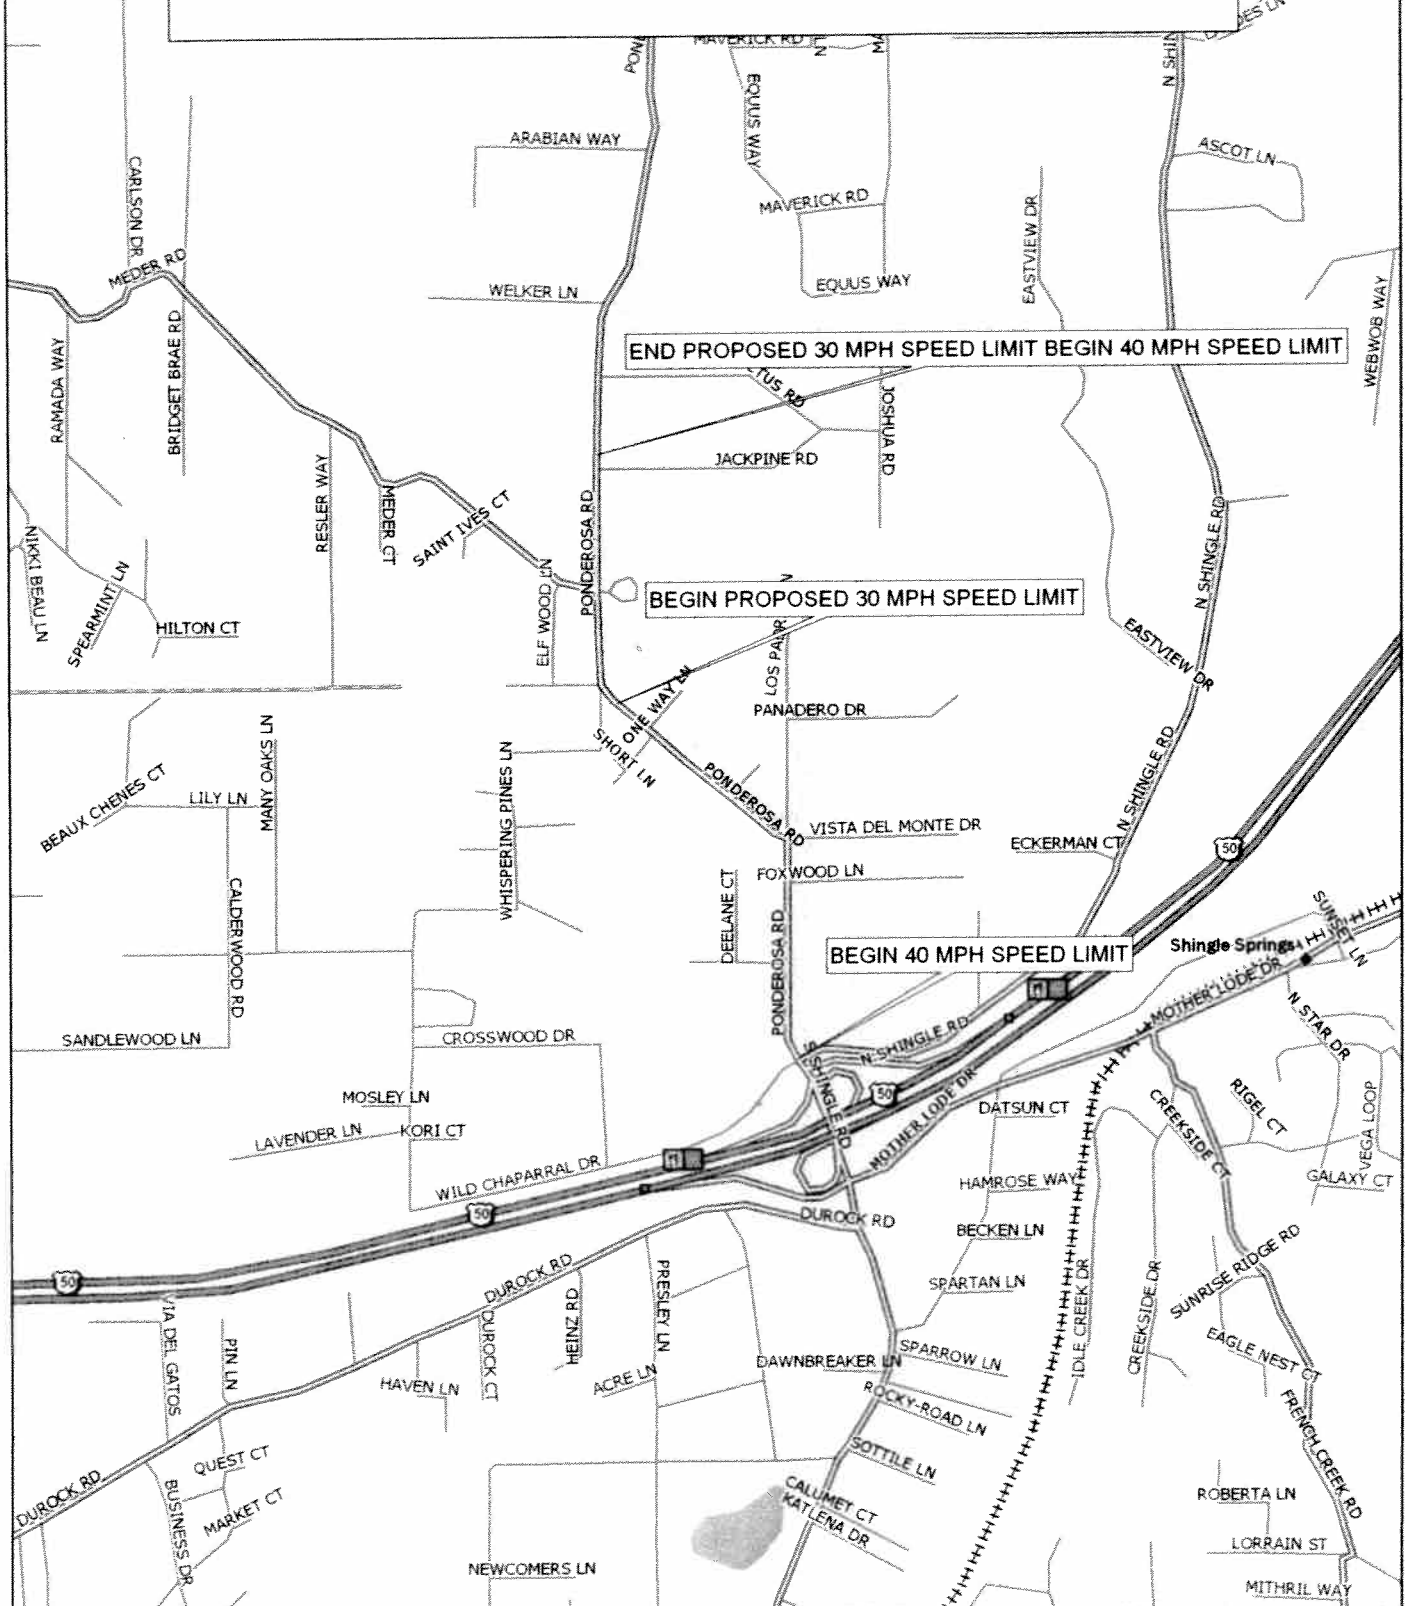 MAVERICK RD
N SHIN
EQUUS WAY
ARABIAN WAY
ASCOT LN
CARLSON DR
MAVERICK RD
EASTVIEW DR
MEDER RD
EQUUS WAY
WELKER LN
WEBWOB WAY
END PROPOSED 30 MPH SPEED LIMIT BEGIN 40 MPH SPEED LIMIT
RAMADA WAY
BRIDGET BRAE RD
JOSHUA RD
JACKPINE RD
RESLER WAY
MEDER CT
SAINT IVES CT
PONDEROSA RD
N SHINGLE RD
NIKKI BEAU LN
SPEARMINT LN
HILTON CT
ELF WOOD LN
BEGIN PROPOSED 30 MPH SPEED LIMIT
EASTVIEW DR
ONE WAY LN
PANADERO DR
SHORT LN
MANY OAKS LN
WHISPERING PINES LN
PONDEROSA RD
N SHINGLE RD
BEAUX CHENES CT
LILY LN
VISTA DEL MONTE DR
ECKERMAN CT
50
FOXWOOD LN
CALDERWOOD RD
DEELANE CT
PONDEROSA RD
SUNSET LN
BEGIN 40 MPH SPEED LIMIT
Shingle Springs
MOTHER LODE DR
N STAR DR
SANDLEWOOD LN
CROSSWOOD DR
N SHINGLE RD
S SHINGLE RD
50
MOTHER LODE DR
MOSLEY LN
DATSUN CT
CREEKSIDE CT
RIGEL CT
VEGA LOOP
LAVENDER LN
KORI CT
WILD CHAPARRAL DR
HAMROSE WAY
GALAXY CT
50
DUROCK RD
BECKEN LN
50
DUROCK RD
PRESLEY LN
SPARTAN LN
IDLE CREEK DR
CREEKSIDE DR
SUNRISE RIDGE RD
VIA DEL GATOS
PIN LN
DUROCK CT
HEINZ RD
EAGLE NEST CT
SPARROW LN
DAWNBREAKER LN
HAVEN LN
ACRE LN
ROCKY-ROAD LN
FRENCH CREEK RD
SOTTILE LN
QUEST CT
DUROCK RD
BUSINESS DR
MARKET CT
CALUMET CT
KATLENA DR
ROBERTA LN
LORRAIN ST
NEWCOMERS LN
MITHRIL WAY